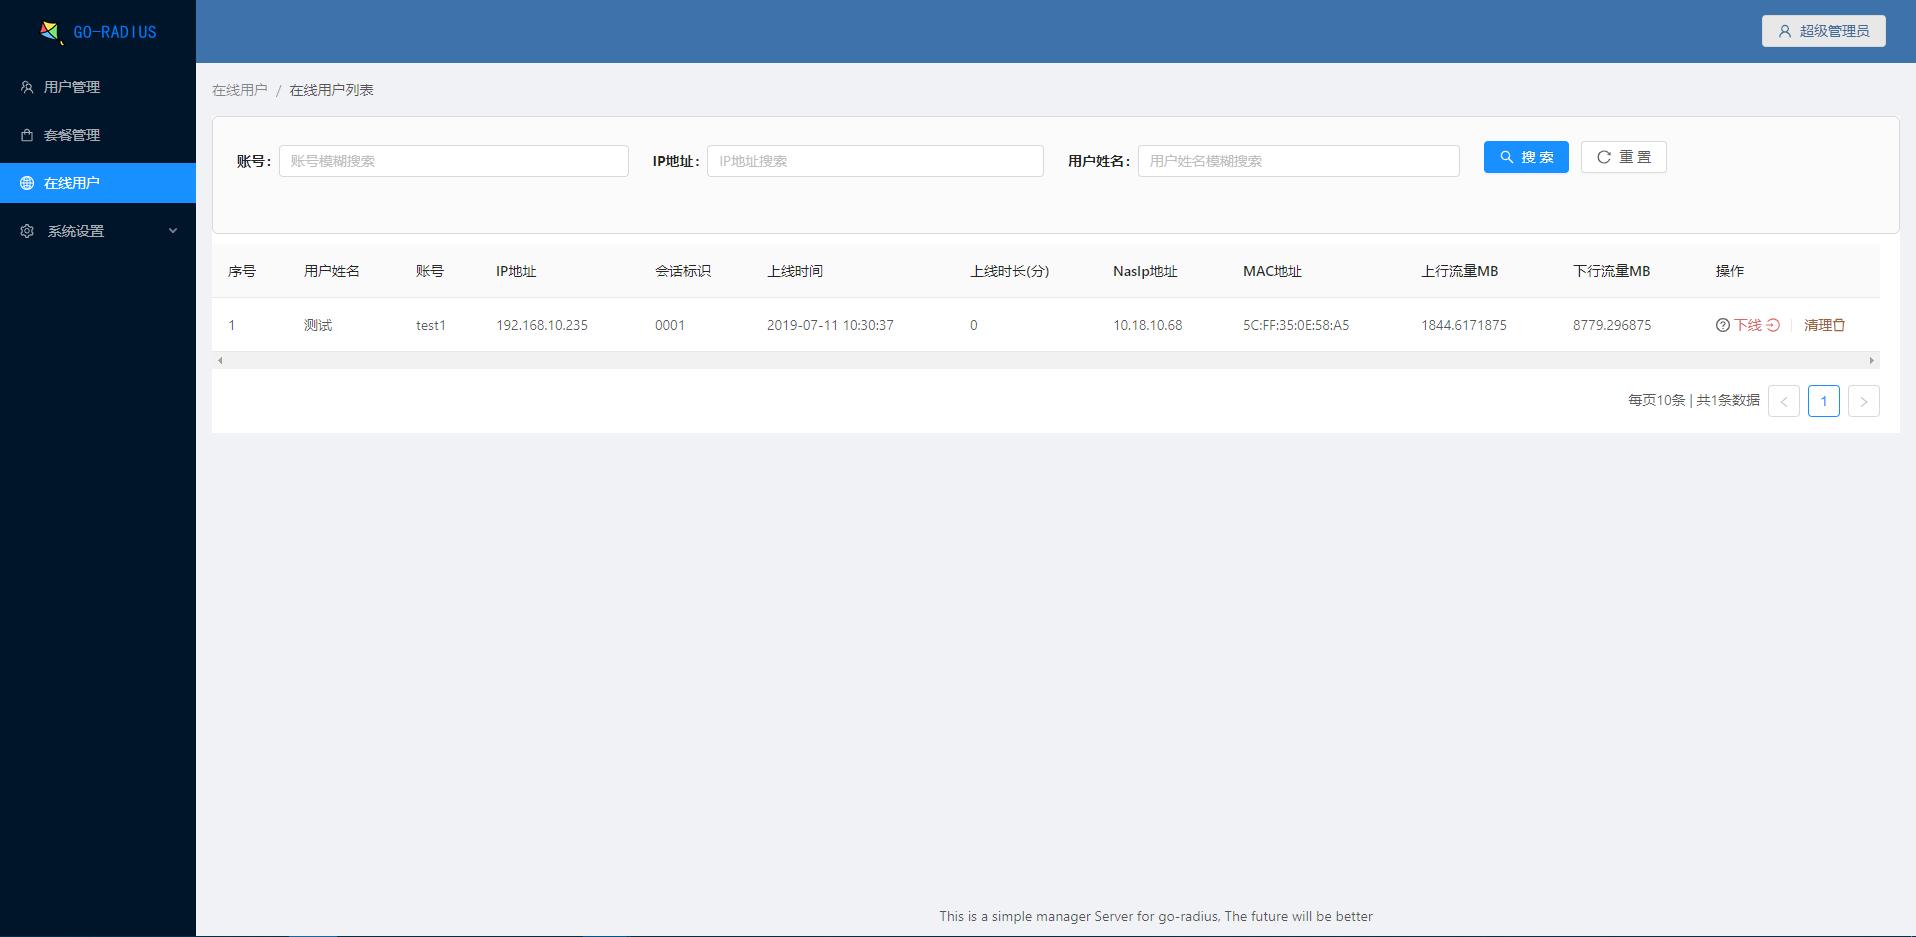 GO-RADIUS
超级管理员
用户管理
套餐管理
在线用户
系统设置
在线用户 / 在线用户列表
账号: 账号模糊搜索 IP地址: IP地址搜索 用户姓名: 用户姓名模糊搜索 搜 索 重 置
序号 用户姓名 账号 IP地址 会话标识 上线时间 上线时长(分) NasIp地址 MAC地址 上行流量MB 下行流量MB 操作
1 测试 test1 192.168.10.235 0001 2019-07-11 10:30:37 0 10.18.10.68 5C:FF:35:0E:58:A5 1844.6171875 8779.296875 下线 清理
每页10条 | 共1条数据 < 1 >
This is a simple manager Server for go-radius, The future will be better